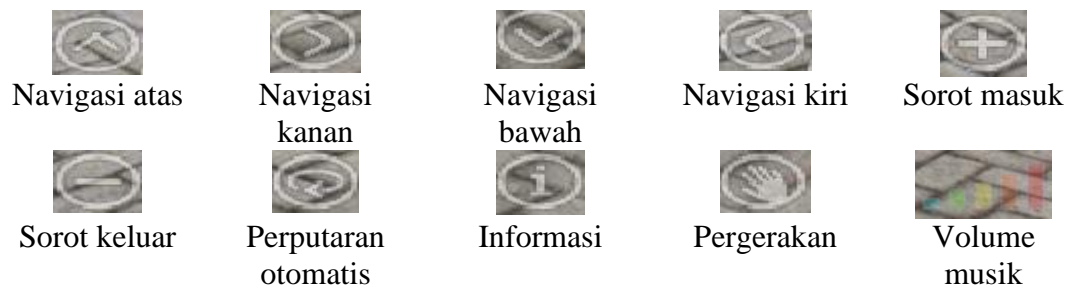 Navigasi atas
Navigasi kanan
Navigasi bawah
Navigasi kiri
Sorot masuk
Sorot keluar
Perputaran otomatis
Informasi
Pergerakan
Volume musik